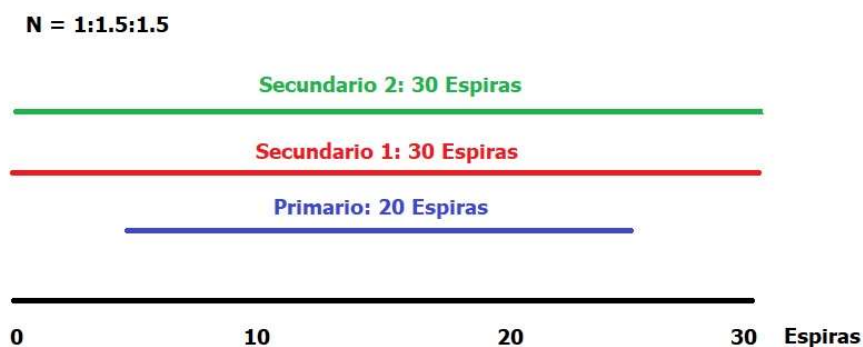 N = 1:1.5:1.5
Secundario 2: 30 Espiras
Secundario 1: 30 Espiras
Primario: 20 Espiras
0 10 20 30 Espiras